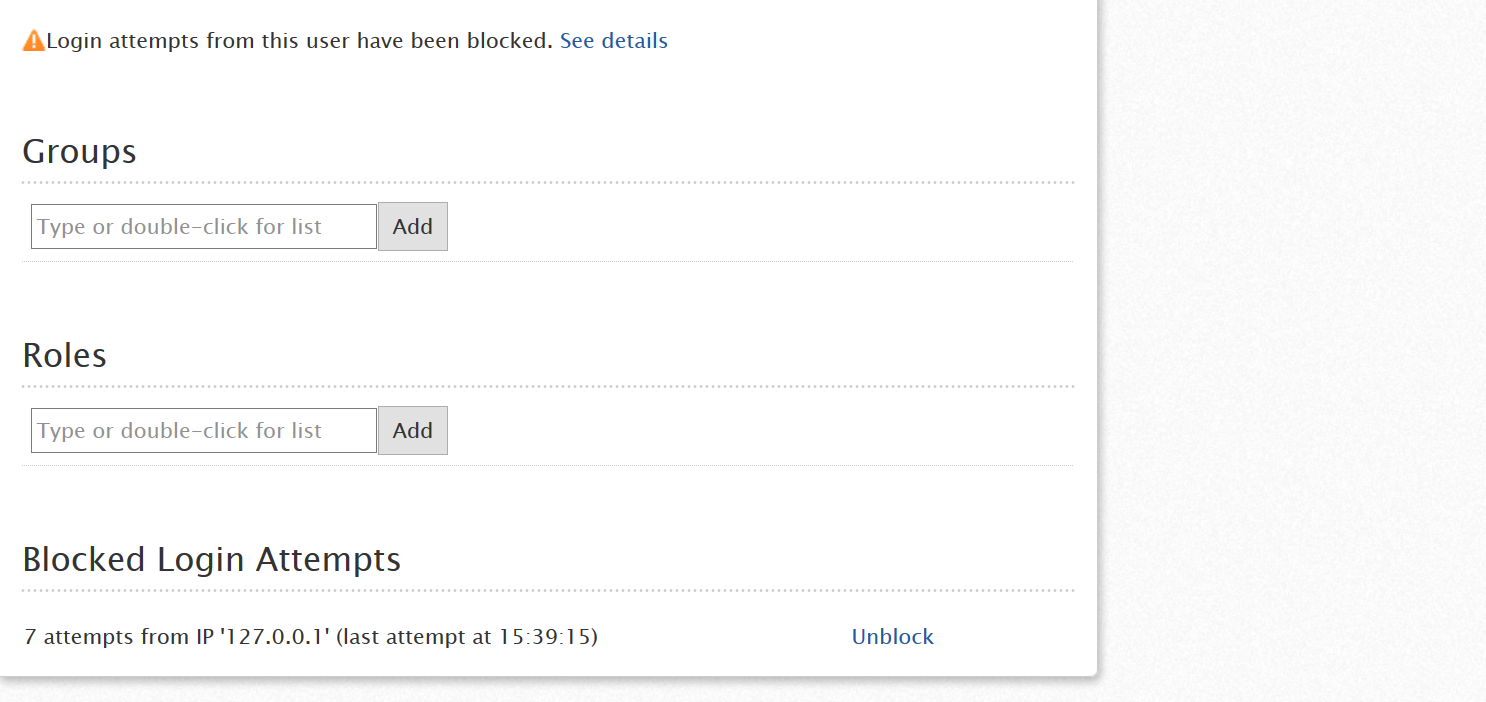 Login attempts from this user have been blocked. See details
Groups
Type or double-click for list Add
Roles
Type or double-click for list Add
Blocked Login Attempts
7 attempts from IP '127.0.0.1' (last attempt at 15:39:15) Unblock